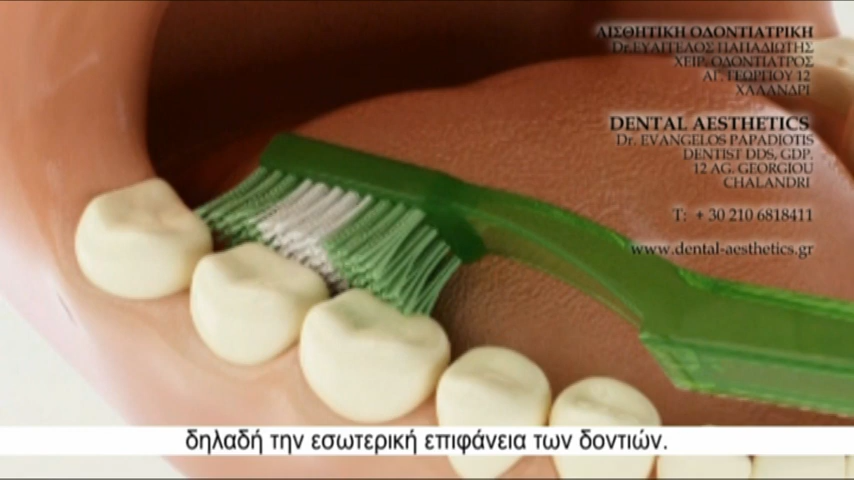 ΑΙΣΘΗΤΙΚΗ ΟΔΟΝΤΙΑΤΡΙΚΗ
Dr.ΕΥΑΓΓΕΛΟΣ ΠΑΠΑΔΙΩΤΗΣ
ΧΕΙΡ. ΟΔΟΝΤΙΑΤΡΟΣ
ΑΓ. ΓΕΩΡΓΙΟΥ 12
ΧΑΛΑΝΔΡΙ
DENTAL AESTHETICS
Dr. EVANGELOS PAPADIOTIS
DENTIST DDS, GDP.
12 AG. GEORGIOU
CHALANDRI
T: + 30 210 6818411
www.dental-aesthetics.gr
δηλαδή την εσωτερική επιφάνεια των δοντιών.